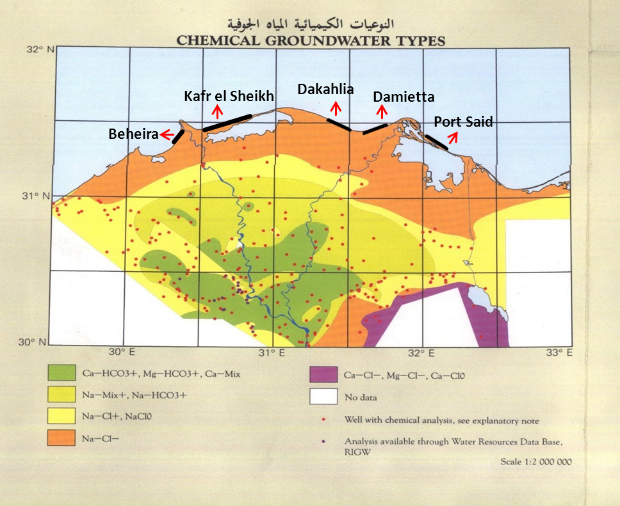 النوعيات الكيميائية المياه الجوفية
CHEMICAL GROUNDWATER TYPES
32° N
Kafr el Sheikh
Dakahlia
Damietta
Beheira
Port Said
31° N
30° N
30° E
31° E
32° E
33° E
Ca—HCO3+, Mg—HCO3+, Ca—Mix
Na—Mix+, Na—HCO3+
Na—Cl+, NaCl0
Na—Cl—
Ca—Cl—, Mg—Cl—, Ca—Cl0
No data
Well with chemical analysis, see explanatory note
Analysis available through Water Resources Data Base,
RIGW
Scale 1:2 000 000